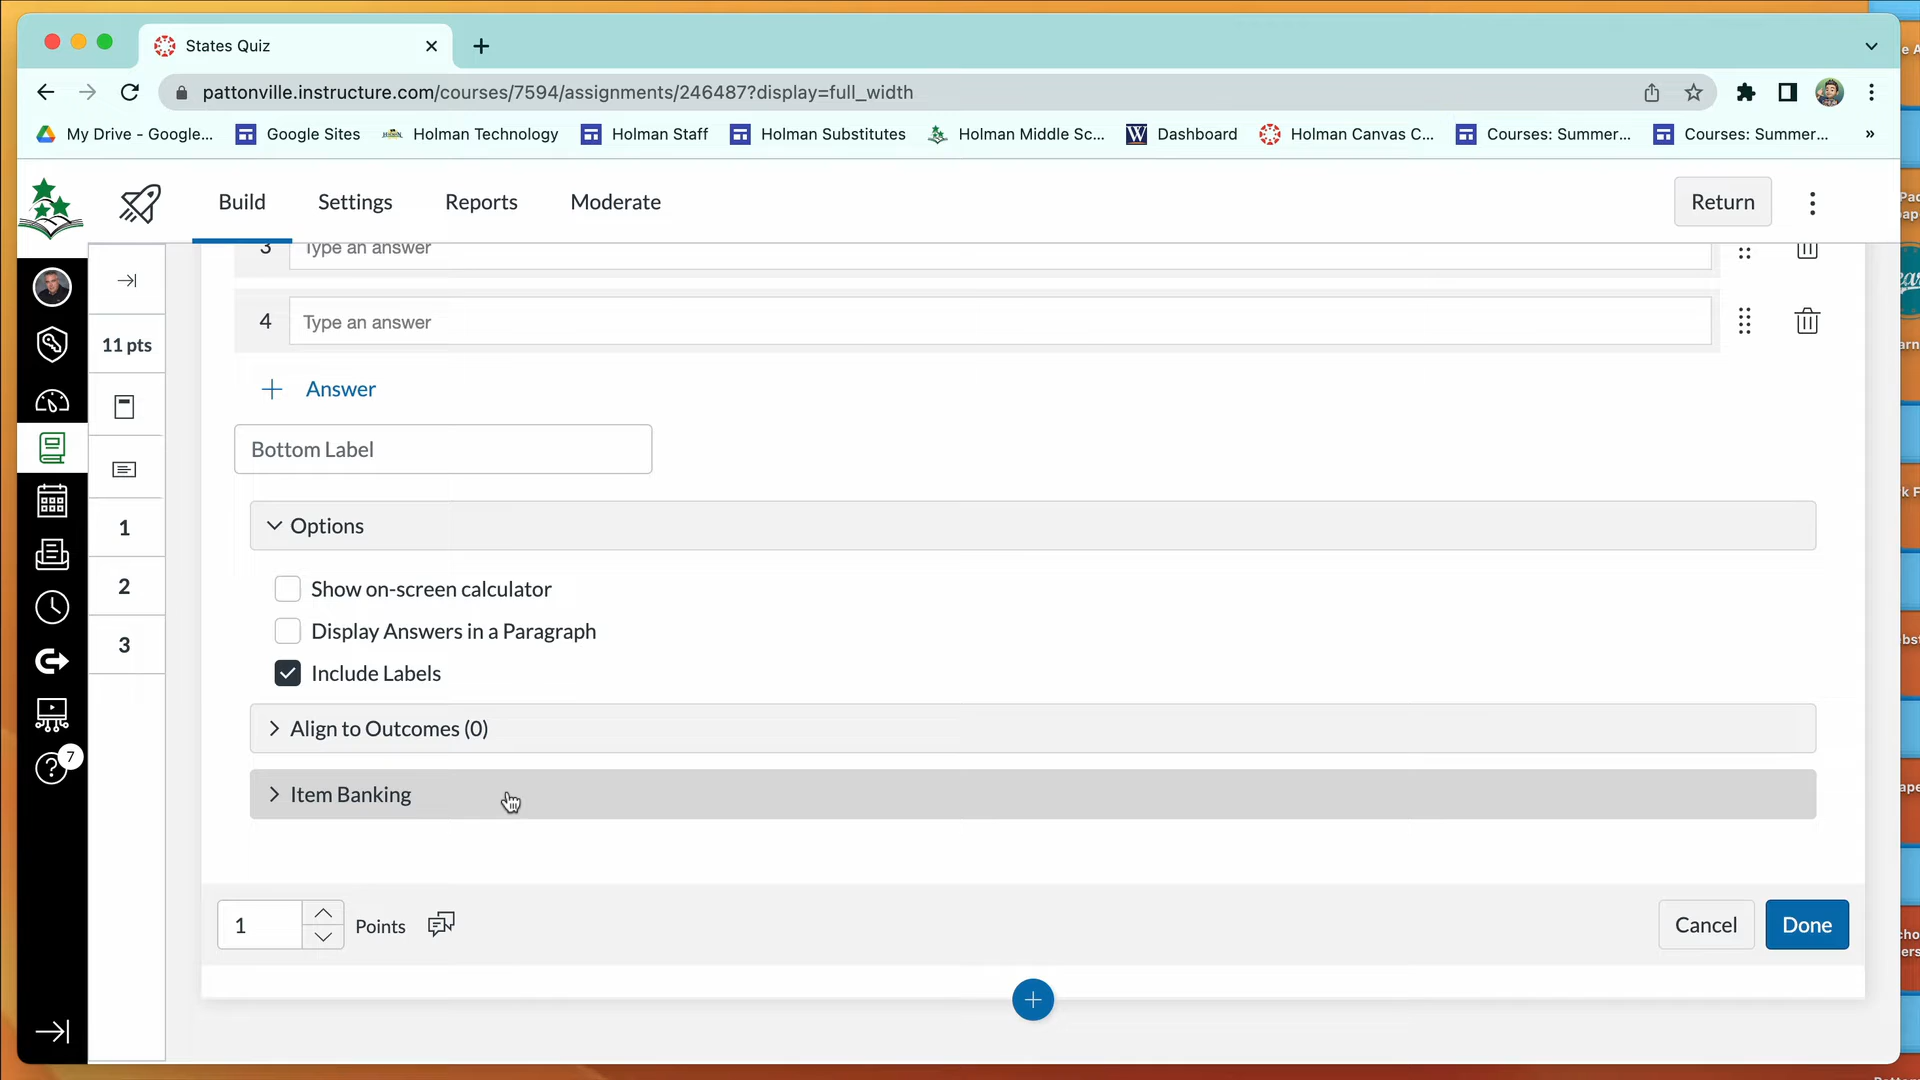 States Quiz
pattonville.instructure.com/courses/7594/assignments/246487?display=full_width
My Drive - Google... Google Sites Holman Technology Holman Staff Holman Substitutes Holman Middle Sc... Dashboard Holman Canvas C... Courses: Summer... Courses: Summer... »
Build Settings Reports Moderate Return
3 Type an answer
4 Type an answer
11 pts
+ Answer
Bottom Label
Options
1
Show on-screen calculator
2
Display Answers in a Paragraph
3
Include Labels
Align to Outcomes (0)
7
Item Banking
1 Points Cancel Done